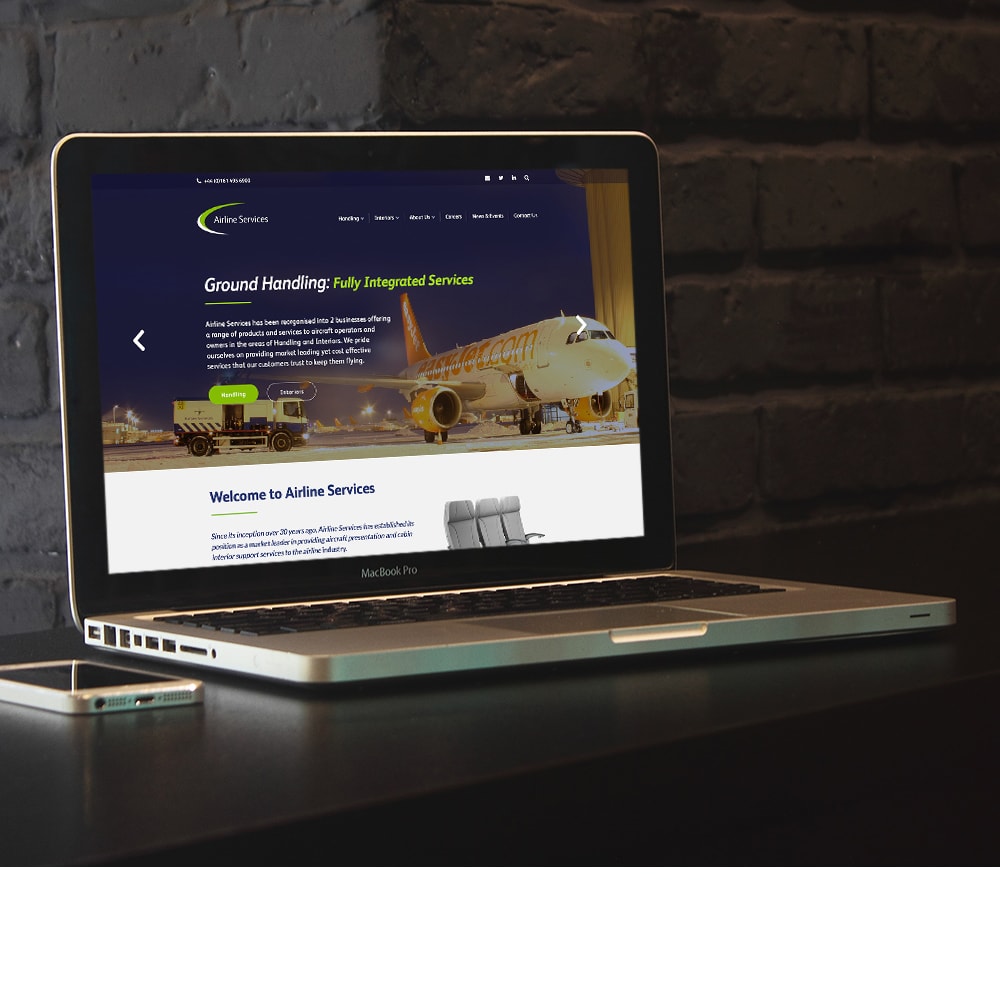 +44 (0)161 495 6900
Airline Services
Handling
Interiors
About Us
Careers
News & Events
Contact Us
Ground Handling: Fully Integrated Services
Airline Services has been reorganised into 2 businesses offering
a range of products and services to aircraft operators and
owners in the areas of Handling and Interiors. We pride
ourselves on providing market leading yet cost effective
services that our customers trust to keep them flying.
Handling
Interiors
easyJet.com
Welcome to Airline Services
Since its inception over 30 years ago, Airline Services has established its
position as a market leader in providing aircraft presentation and cabin
interior support services to the airline industry.
MacBook Pro